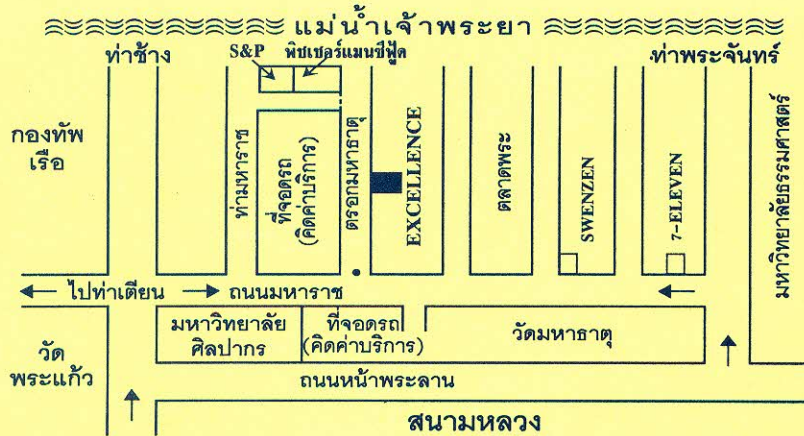 แม่น้ำเจ้าพระยา
ท่าช้าง
S&P
พิชเชอร์แมนซีฟู้ด
ท่าพระจันทร์
กองทัพ
เรือ
ท่ามหาราช
ที่จอดรถ
(คิดค่าบริการ)
ตรอกมหาธาตุ
EXCELLENCE
ตลาดพระ
SWENZEN
7-ELEVEN
มหาวิทยาลัยธรรมศาสตร์
ไปท่าเตียน
ถนนมหาราช
วัด
พระแก้ว
มหาวิทยาลัย
ศิลปากร
ที่จอดรถ
(คิดค่าบริการ)
วัดมหาธาตุ
ถนนหน้าพระลาน
สนามหลวง